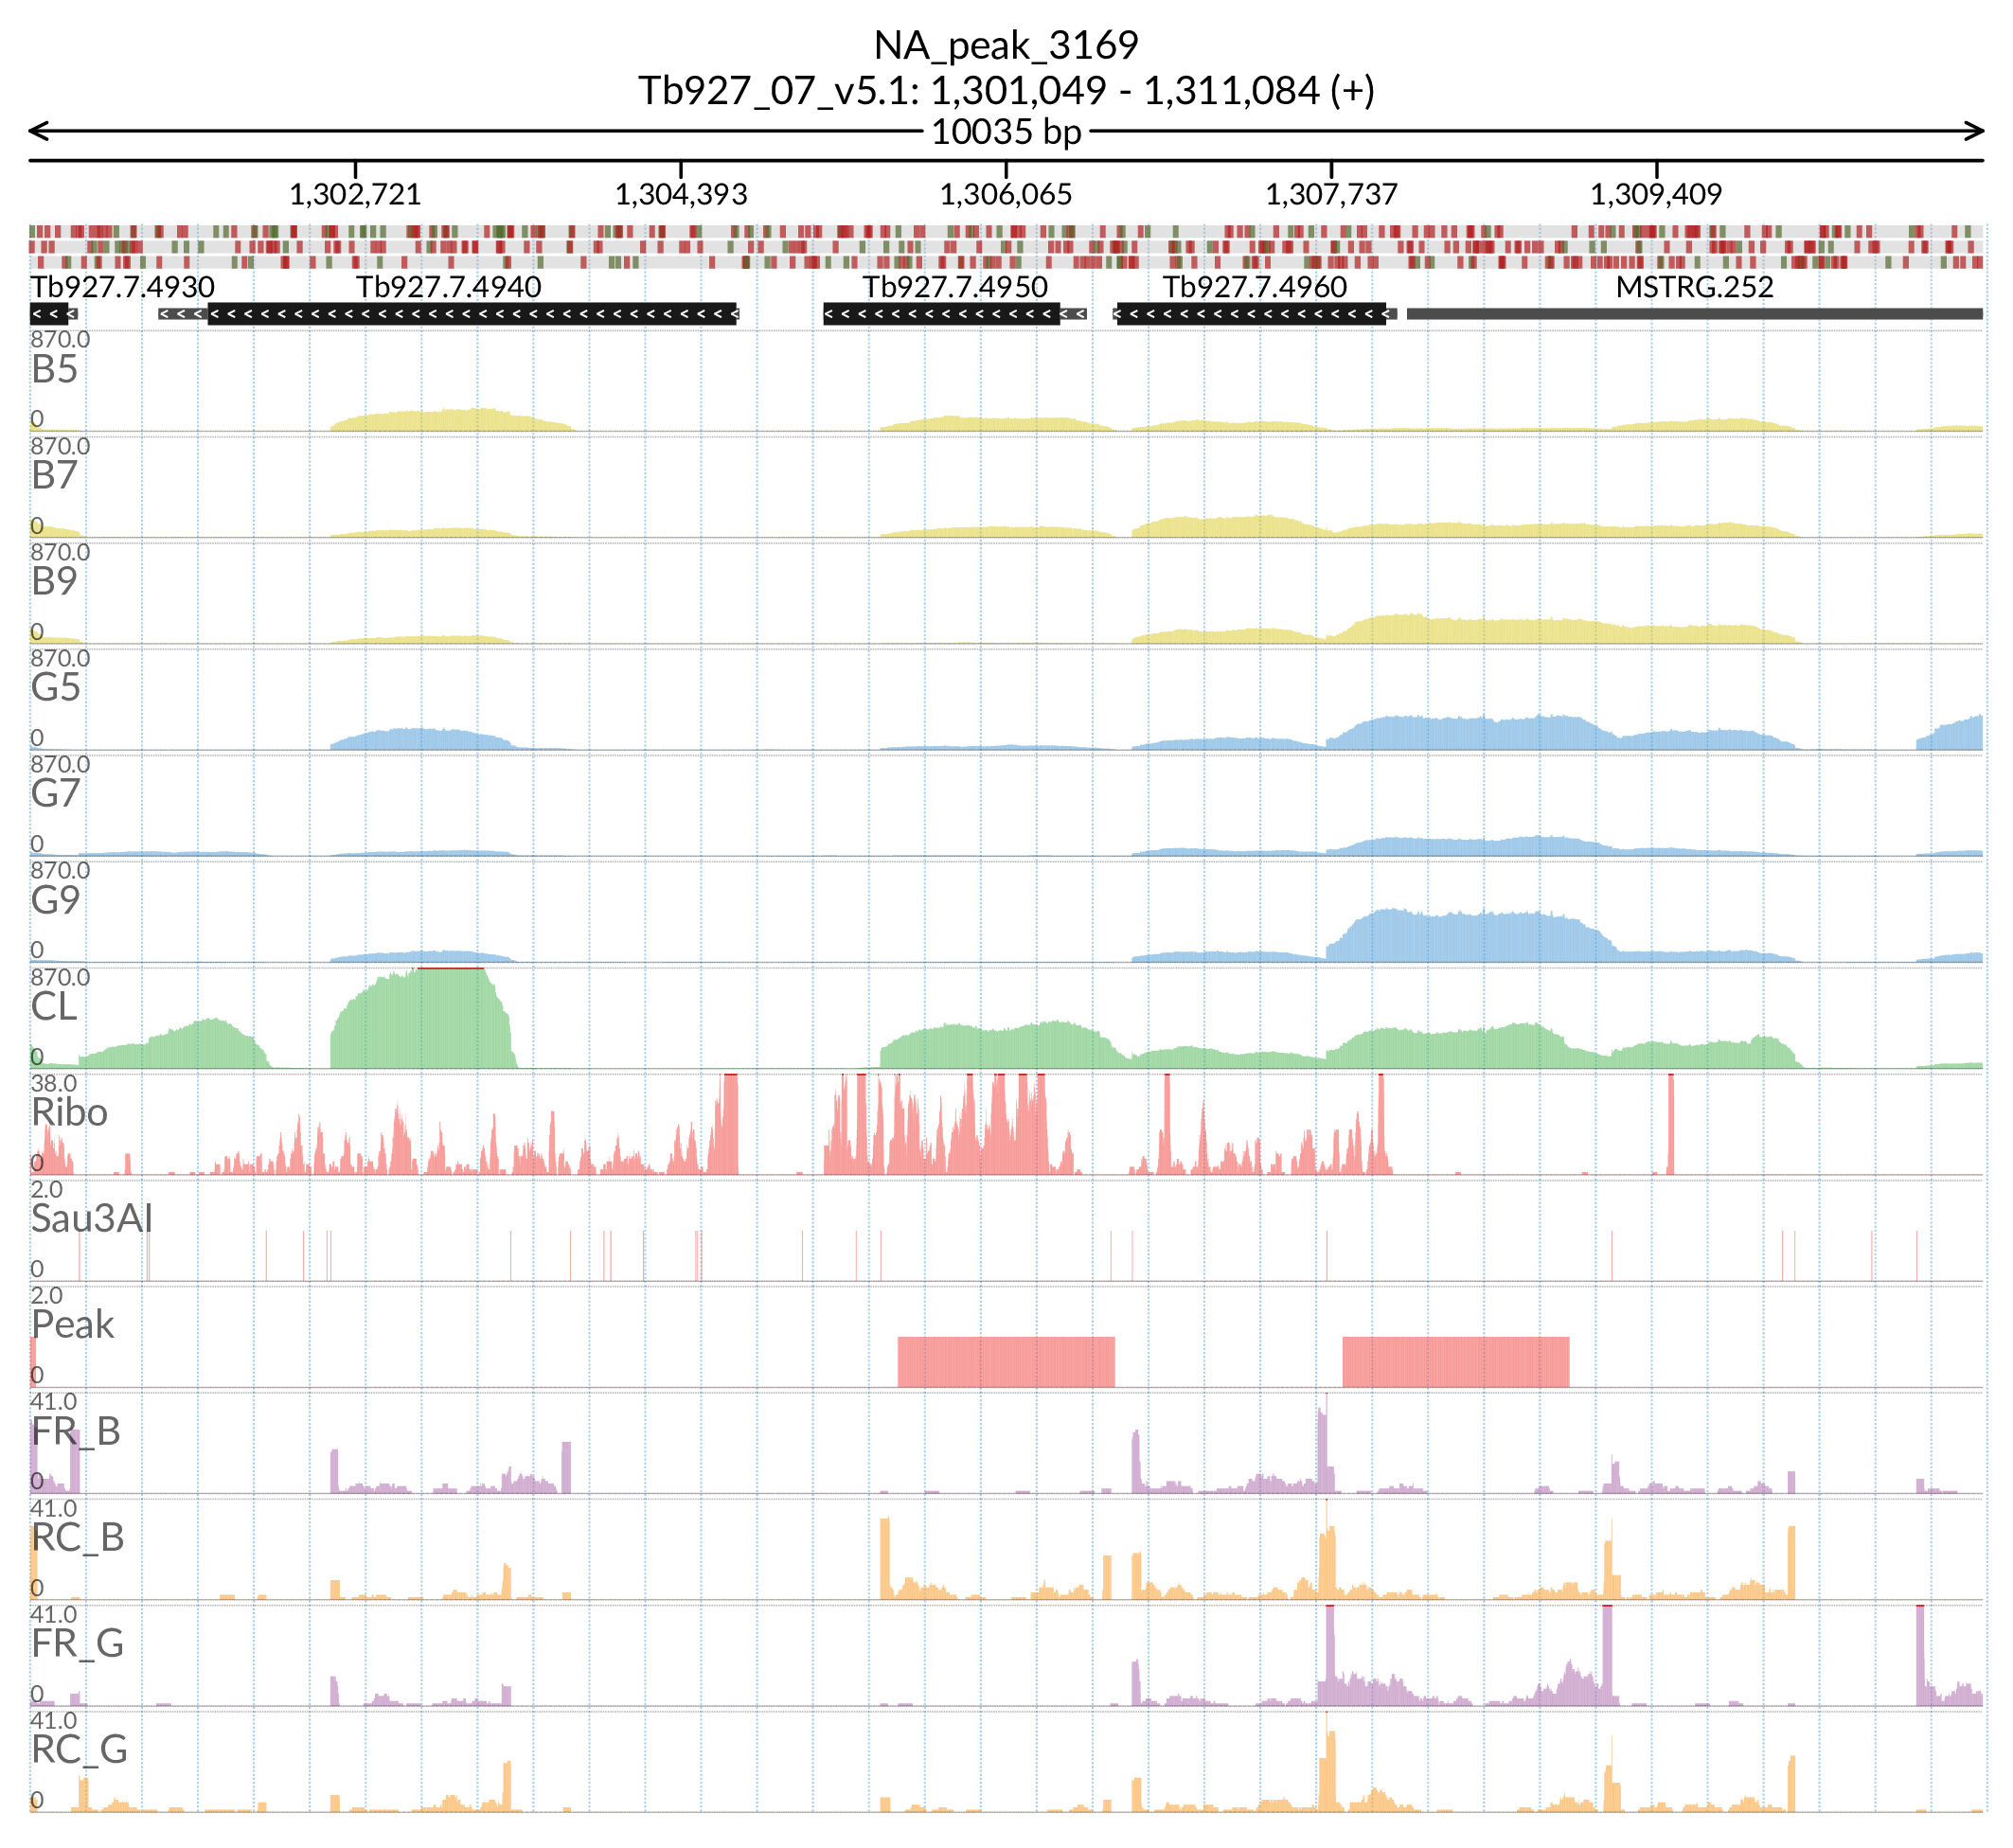 NA_peak_3169
Tb927_07_v5.1: 1,301,049 - 1,311,084 (+)
10035 bp
1,302,721 1,304,393 1,306,065 1,307,737 1,309,409
Tb927.7.4930 Tb927.7.4940 Tb927.7.4950 Tb927.7.4960 MSTRG.252
870.0
B5
0
870.0
B7
0
870.0
B9
0
870.0
G5
0
870.0
G7
0
870.0
G9
0
870.0
CL
0
38.0
Ribo
0
2.0
Sau3AI
0
2.0
Peak
0
41.0
FR_B
0
41.0
RC_B
0
41.0
FR_G
0
41.0
RC_G
0